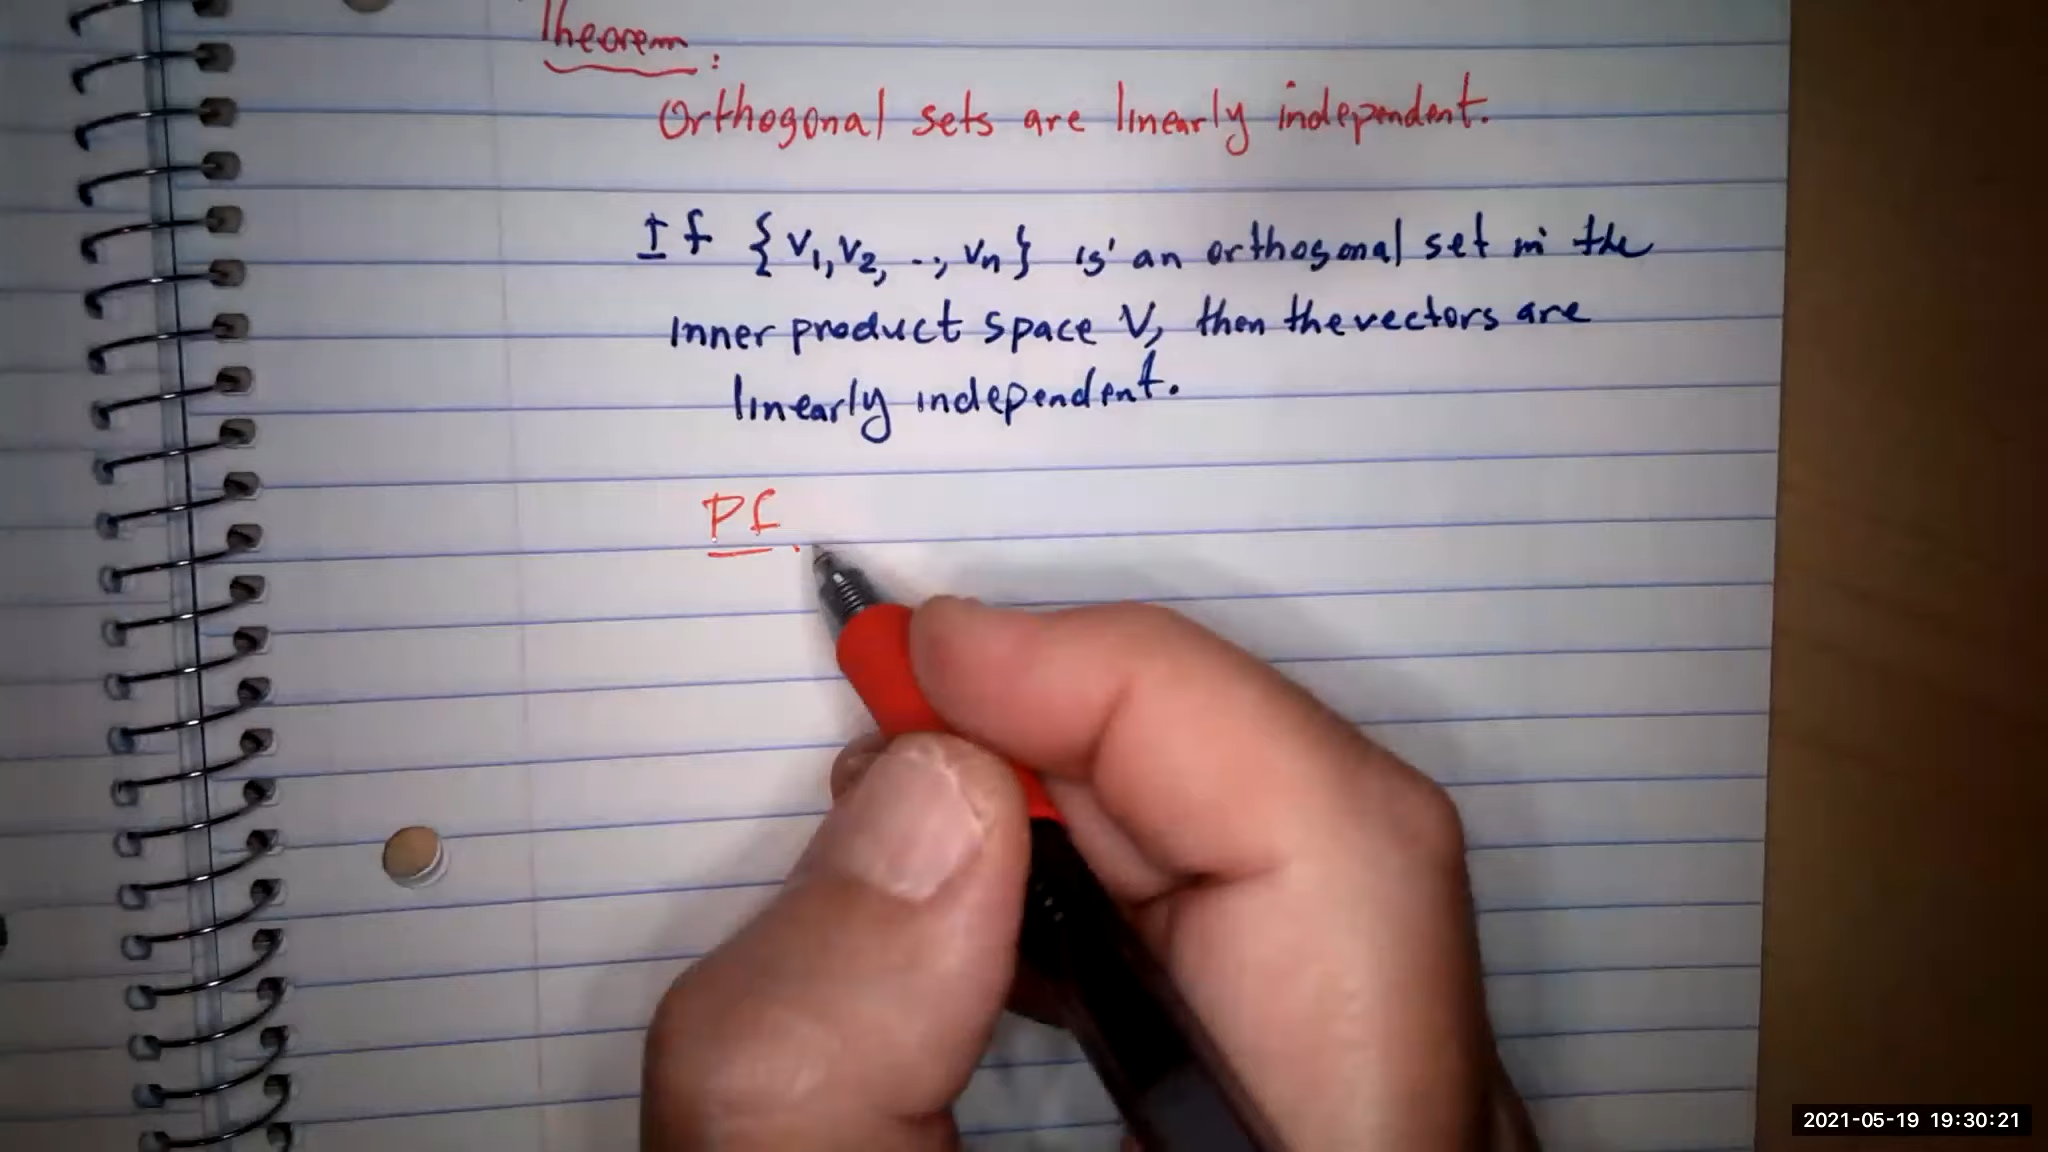 Theorem:
Orthogonal sets are linearly independent.
If {v1, v2, .., vn} is an orthogonal set in the
inner product space V, then the vectors are
linearly independent.
Pf.
2021-05-19 19:30:21